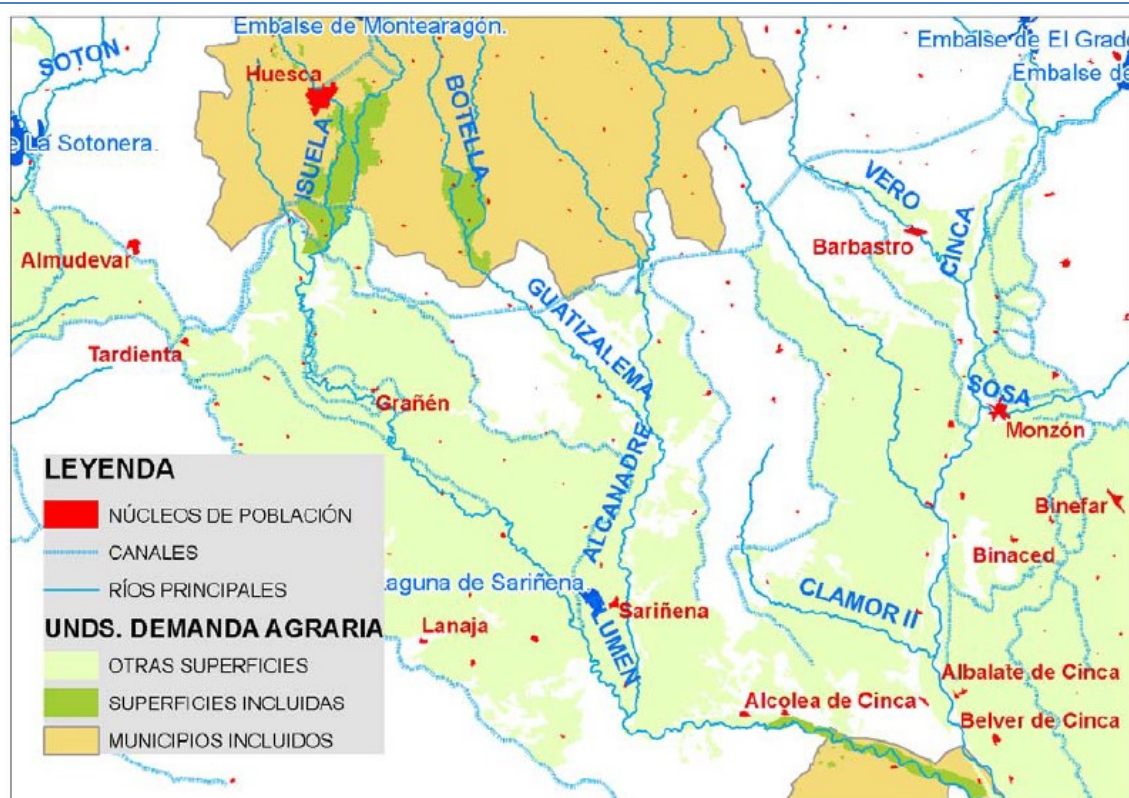 Embalse de Montearagón.
SOTON
Embalse de El Grado
Embalse de
Huesca
BOTELLA
de La Sotonera.
ISUELA
VERO
CINCA
Barbastro
Almudevar
GUATIZALEMA
Tardienta
SOSA
Grañén
Monzón
ALCANADRE
LEYENDA
NÚCLEOS DE POBLACIÓN
CANALES
RÍOS PRINCIPALES
UNDS. DEMANDA AGRARIA
OTRAS SUPERFICIES
SUPERFICIES INCLUIDAS
MUNICIPIOS INCLUIDOS
Binefar
Binaced
Laguna de Sariñena.
CLAMOR II
Sariñena
Lanaja
LUMEN
Albalate de Cinca
Alcolea de Cinca
Belver de Cinca